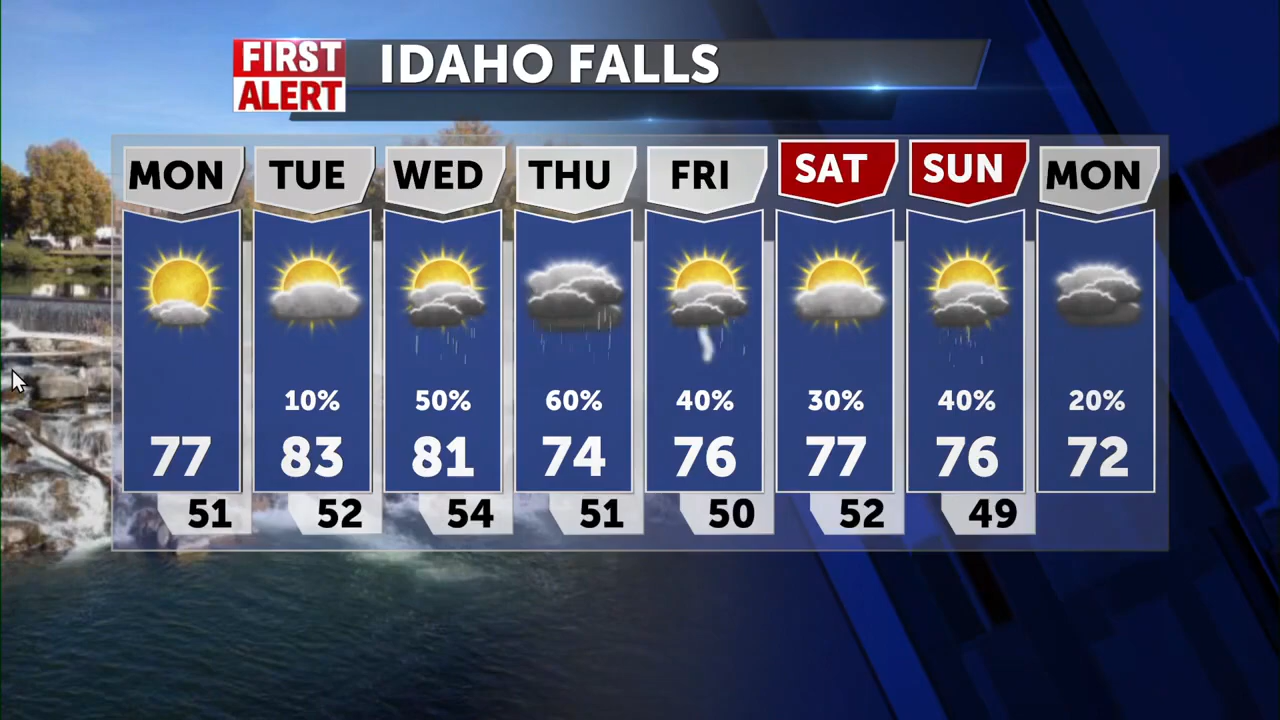 FIRST
ALERT
IDAHO FALLS
MON TUE WED THU FRI SAT SUN MON
10% 50% 60% 40% 30% 40% 20%
77 83 81 74 76 77 76 72
51 52 54 51 50 52 49